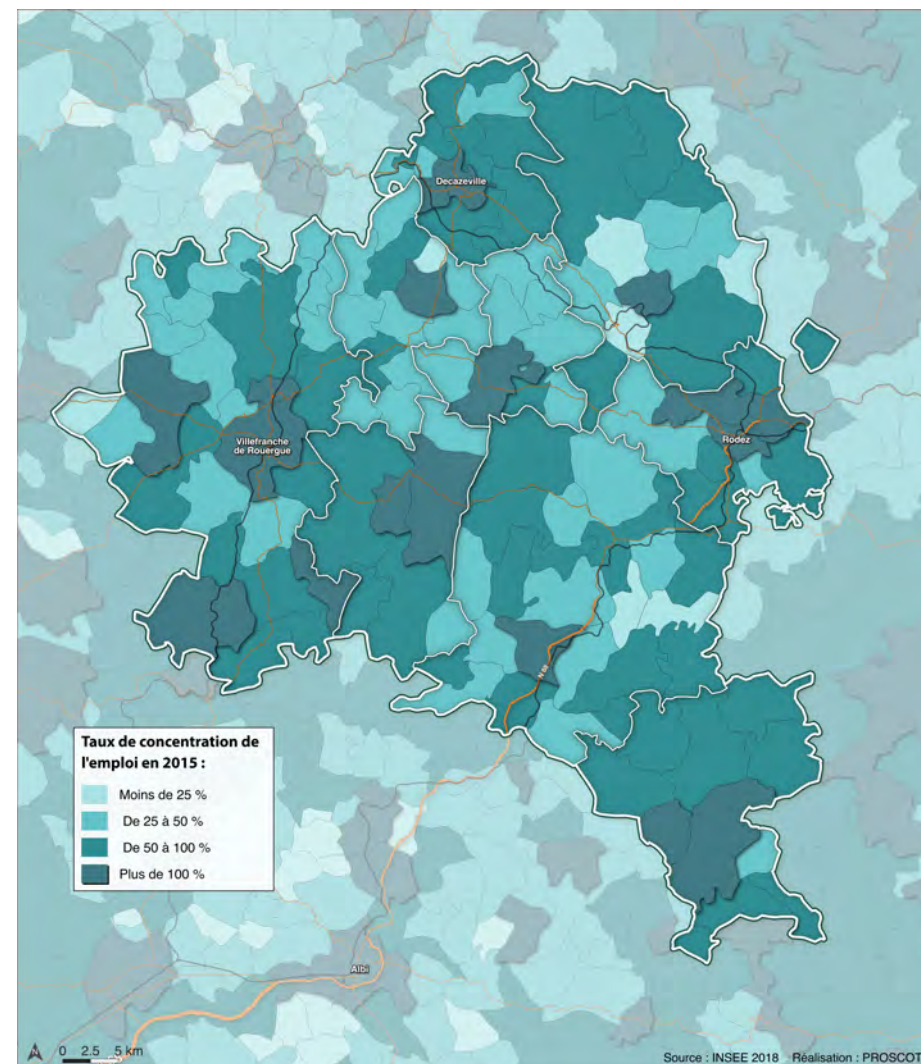 Decazeville
Villefranche
de Rouergue
Rodez
N 88
Taux de concentration de
l'emploi en 2015 :
Moins de 25 %
De 25 à 50 %
De 50 à 100 %
Plus de 100 %
Albi
0 2.5 5 km
Source : INSEE 2018 Réalisation : PROSCOT